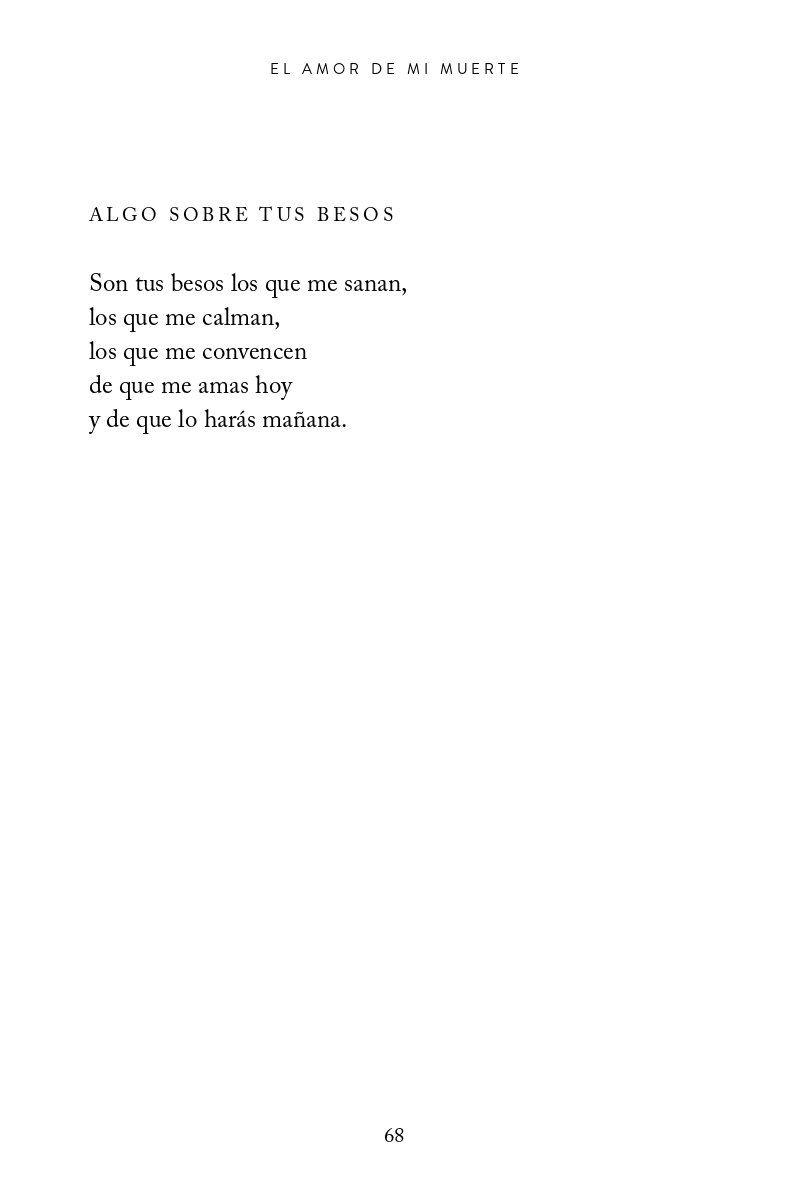 EL AMOR DE MI MUERTE
ALGO SOBRE TUS BESOS
Son tus besos los que me sanan,
los que me calman,
los que me convencen
de que me amas hoy
y de que lo harás mañana.
68